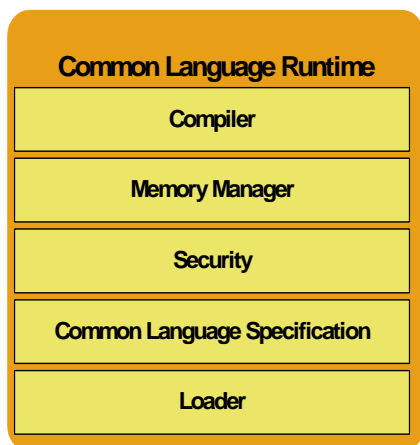 Common Language Runtime
Compiler
Memory Manager
Security
Common Language Specification
Loader